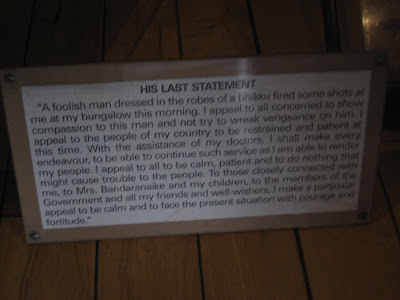 HIS LAST STATEMENT
"A foolish man dressed in the robes of a bhikku fired some shots at
me at my bungalow this morning. I appeal to all concerned to show
compassion to this man and not try to wreak vengeance on him. I
appeal to the people of my country to be restrained and patient at
this time. With the assistance of my doctors, I shall make every
endeavour, to be able to continue such service as I am able to render
my people. I appeal to all to be calm, patient and to do nothing that
might cause trouble to the people. To those closely connected with
me, to Mrs. Bandaranaike and my children, to the members of the
Government and all my friends and well-wishers, I make a particular
appeal to be calm and to face the present situation with courage and
fortitude."